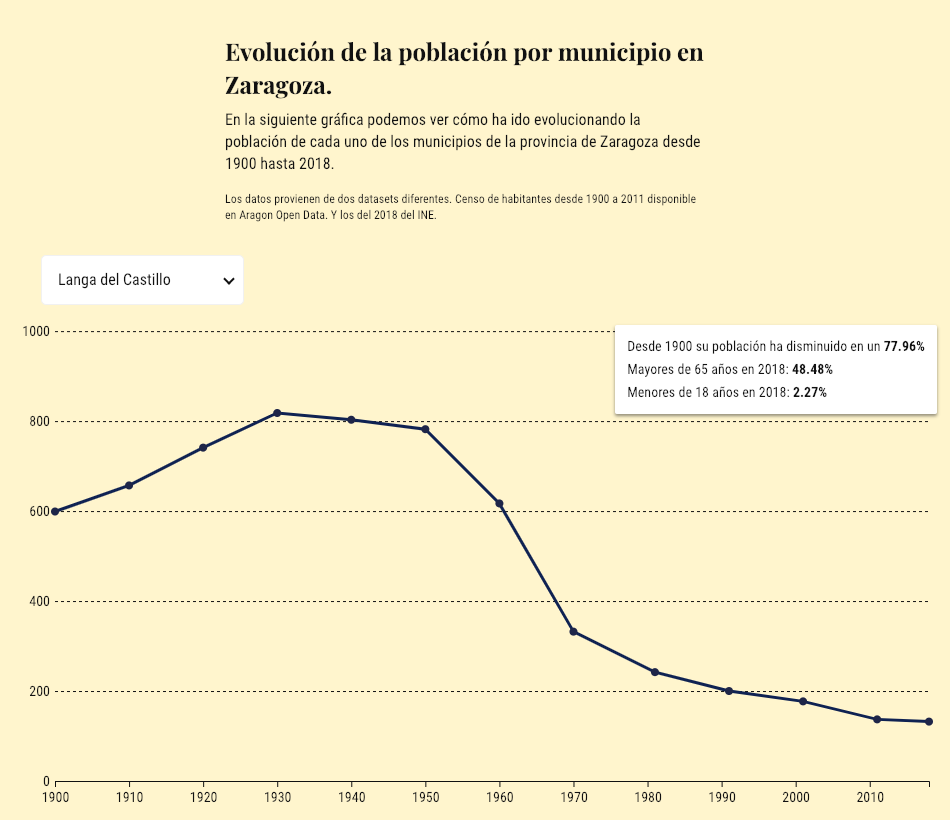 Evolución de la población por municipio en
Zaragoza.
En la siguiente gráfica podemos ver cómo ha ido evolucionando la
población de cada uno de los municipios de la provincia de Zaragoza desde
1900 hasta 2018.
Los datos provienen de dos datasets diferentes. Censo de habitantes desde 1900 a 2011 disponible
en Aragon Open Data. Y los del 2018 del INE.
Langa del Castillo
1000
Desde 1900 su población ha disminuido en un 77.96%
Mayores de 65 años en 2018: 48.48%
Menores de 18 años en 2018: 2.27%
800
600
400
200
0
1900 1910 1920 1930 1940 1950 1960 1970 1980 1990 2000 2010